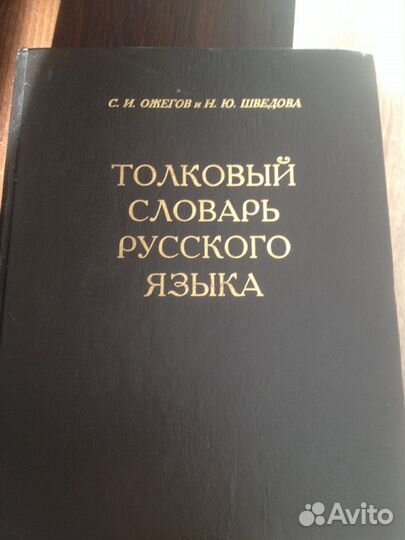 С. И. ОЖЕГОВ и Н. Ю. ШВЕДОВА
ТОЛКОВЫЙ
СЛОВАРЬ
РУССКОГО
ЯЗЫКА
Avito